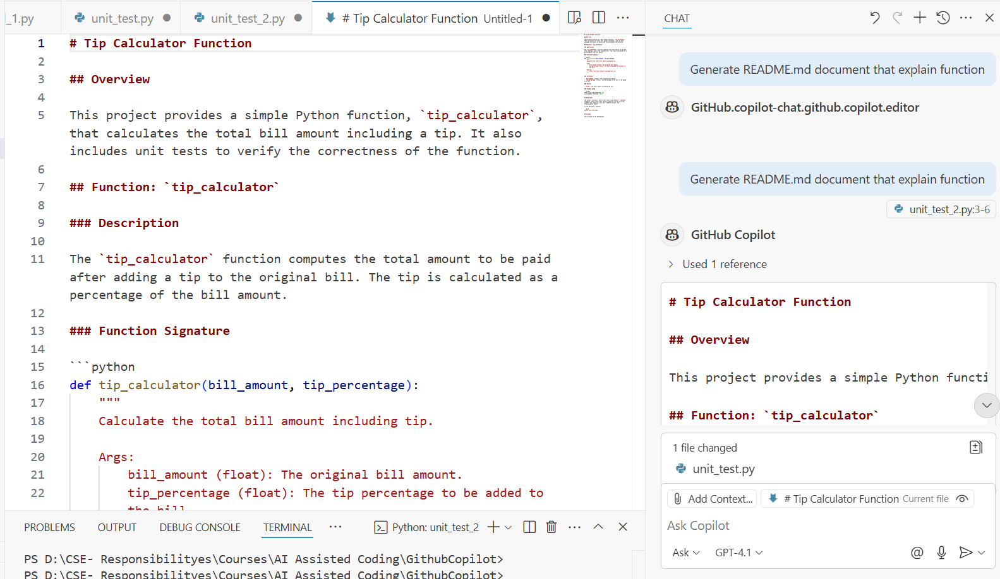 _1.py
unit_test.py
unit_test_2.py
# Tip Calculator Function Untitled-1
1 # Tip Calculator Function
2
3 ## Overview
4
5 This project provides a simple Python function, `tip_calculator`,
that calculates the total bill amount including a tip. It also
includes unit tests to verify the correctness of the function.
6
7 ## Function: `tip_calculator`
8
9 ### Description
10
11 The `tip_calculator` function computes the total amount to be paid
after adding a tip to the original bill. The tip is calculated as a
percentage of the bill amount.
12
13 ### Function Signature
14
15 ```python
16 def tip_calculator(bill_amount, tip_percentage):
17 """
18 Calculate the total bill amount including tip.
19
20 Args:
21 bill_amount (float): The original bill amount.
22 tip_percentage (float): The tip percentage to be added to
the bill
PROBLEMS
OUTPUT
DEBUG CONSOLE
TERMINAL
Python: unit_test_2
PS D:\CSE- Responsibilityes\Courses\AI Assisted Coding\GithubCopilot>
PS D:\CSE- Responsibilityes\Courses\AI Assisted Coding\GithubCopilot>
CHAT
Generate README.md document that explain function
GitHub.copilot-chat.github.copilot.editor
Generate README.md document that explain function
unit_test_2.py:3-6
GitHub Copilot
Used 1 reference
# Tip Calculator Function
## Overview
This project provides a simple Python functi
## Function: `tip_calculator`
1 file changed
unit_test.py
Add Context...
# Tip Calculator Function Current file
Ask Copilot
Ask
GPT-4.1